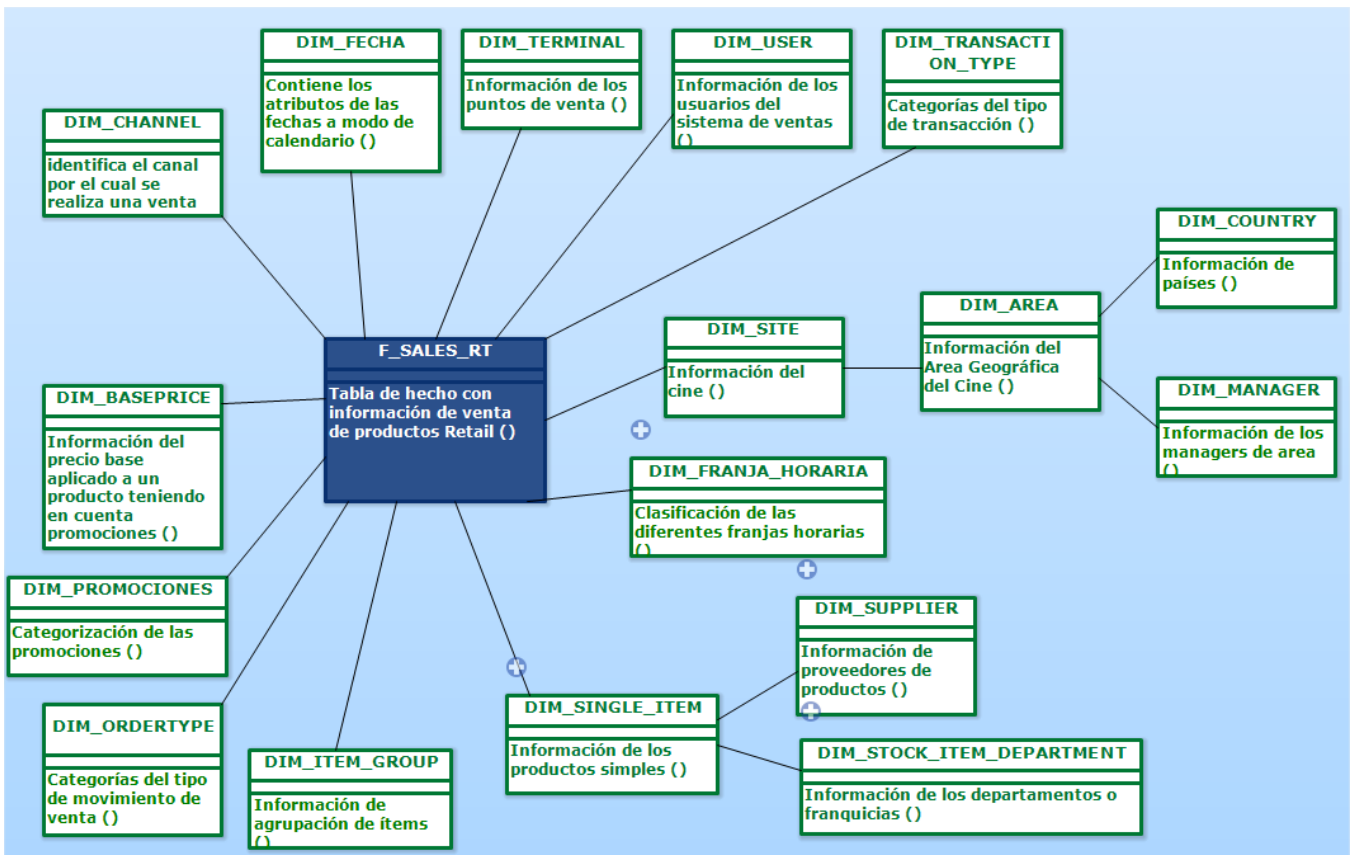 DIM_FECHA
Contiene los
atributos de las
fechas a modo de
calendario ()
DIM_TERMINAL
Información de los
puntos de venta ()
DIM_USER
Información de los
usuarios del
sistema de ventas
()
DIM_TRANSACTI
ON_TYPE
Categorías del tipo
de transacción ()
DIM_CHANNEL
identifica el canal
por el cual se
realiza una venta
DIM_COUNTRY
Información de
países ()
DIM_AREA
Información del
Area Geográfica
del Cine ()
DIM_SITE
Información del
cine ()
F_SALES_RT
Tabla de hecho con
información de venta
de productos Retail ()
DIM_MANAGER
Información de los
managers de area
()
DIM_BASEPRICE
Información del
precio base
aplicado a un
producto teniendo
en cuenta
promociones ()
DIM_FRANJA_HORARIA
Clasificación de las
diferentes franjas horarias
()
DIM_PROMOCIONES
Categorización de las
promociones ()
DIM_SUPPLIER
Información de
proveedores de
productos ()
DIM_ORDERTYPE
Categorías del tipo
de movimiento de
venta ()
DIM_ITEM_GROUP
Información de
agrupación de ítems
()
DIM_SINGLE_ITEM
Información de los
productos simples ()
DIM_STOCK_ITEM_DEPARTMENT
Información de los departamentos o
franquicias ()